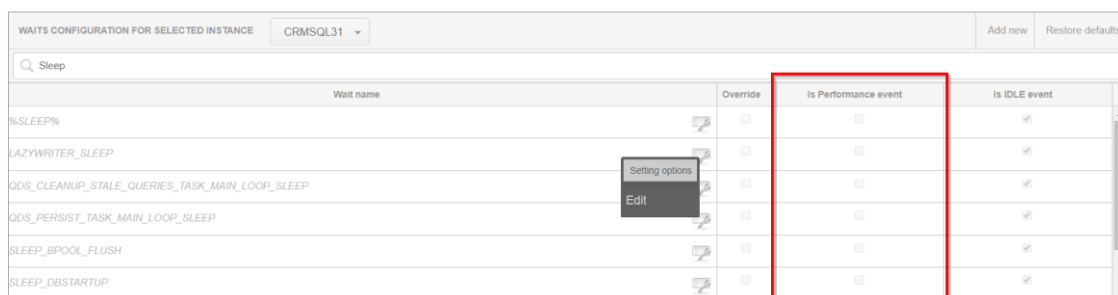 WAITS CONFIGURATION FOR SELECTED INSTANCE CRMSQL31 Add new Restore defaults
Sleep
Wait name Override Is Performance event Is IDLE event
%SLEEP%
LAZYWRITER_SLEEP
Setting options
QDS_CLEANUP_STALE_QUERIES_TASK_MAIN_LOOP_SLEEP
Edit
QDS_PERSIST_TASK_MAIN_LOOP_SLEEP
SLEEP_BPOOL_FLUSH
SLEEP_DBSTARTUP